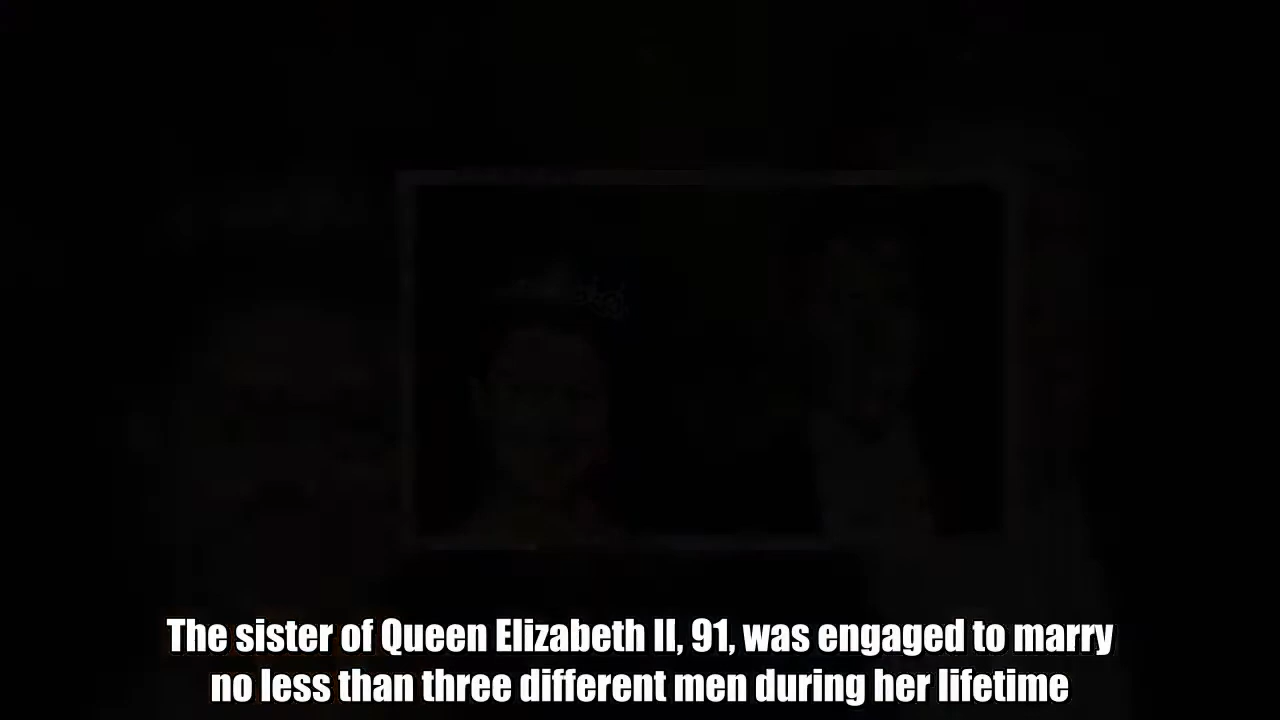 The sister of Queen Elizabeth II, 91, was engaged to marry
no less than three different men during her lifetime